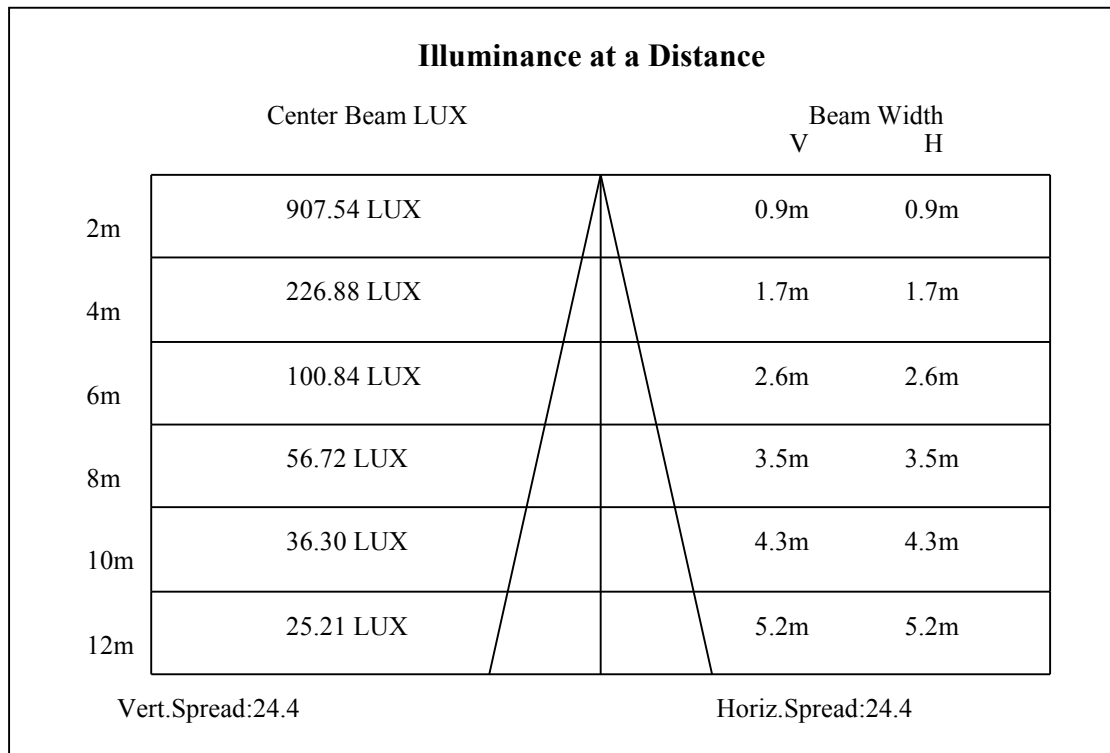 Illuminance at a Distance
Center Beam LUX Beam Width
V H
2m 907.54 LUX 0.9m 0.9m
4m 226.88 LUX 1.7m 1.7m
6m 100.84 LUX 2.6m 2.6m
8m 56.72 LUX 3.5m 3.5m
10m 36.30 LUX 4.3m 4.3m
12m 25.21 LUX 5.2m 5.2m
Vert.Spread:24.4 Horiz.Spread:24.4